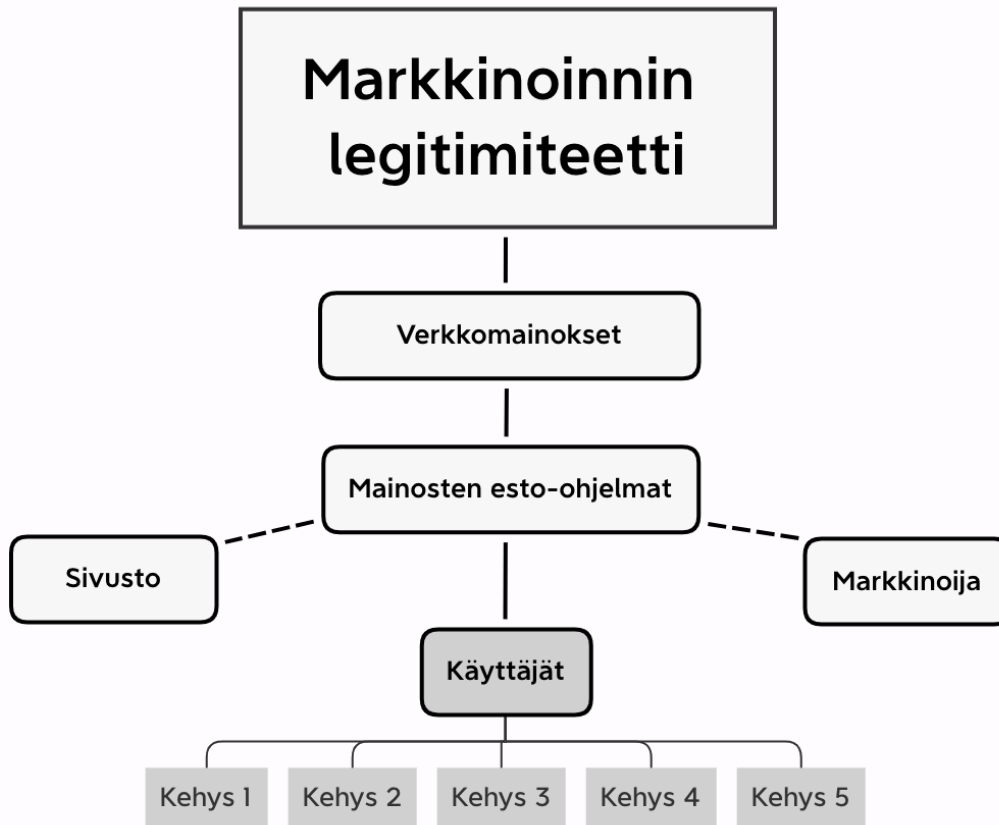 Markkinoinnin
legitimiteetti
Verkkomainokset
Mainosten esto-ohjelmat
Sivusto
Markkinoija
Käyttäjät
Kehys 1
Kehys 2
Kehys 3
Kehys 4
Kehys 5